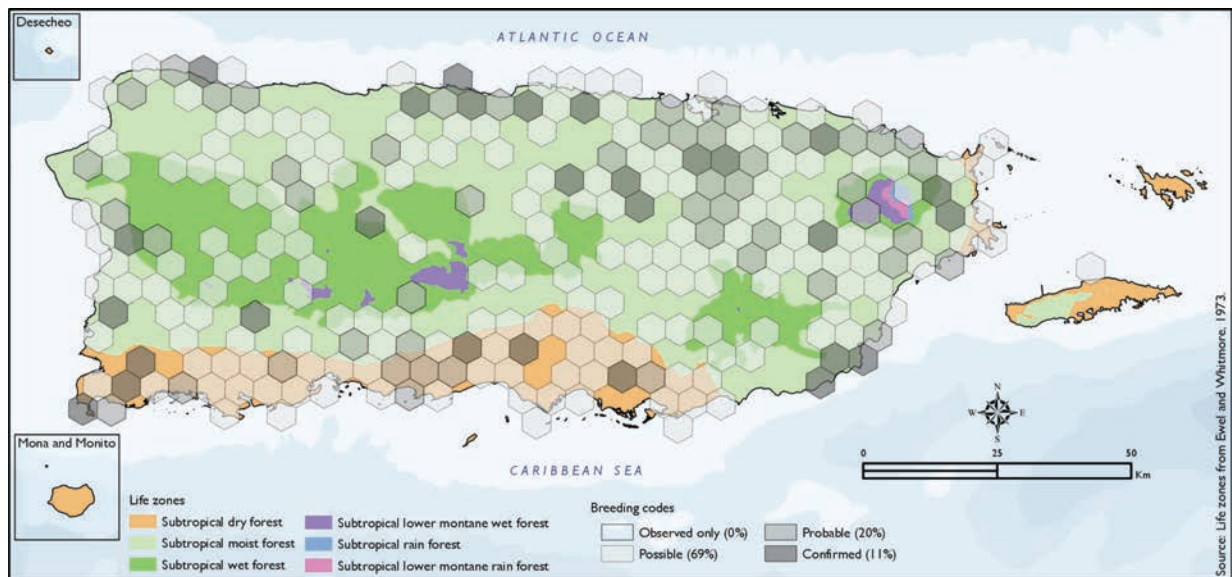 Desecheo
ATLANTIC OCEAN
N
W E
S
0 25 50
Km
CARIBBEAN SEA
Mona and Monito
Life zones
Subtropical dry forest
Subtropical moist forest
Subtropical wet forest
Subtropical lower montane wet forest
Subtropical rain forest
Subtropical lower montane rain forest
Breeding codes
Observed only (0%)
Possible (69%)
Probable (20%)
Confirmed (11%)
Source: Life zones from Ewel and Whitmore. 1973.